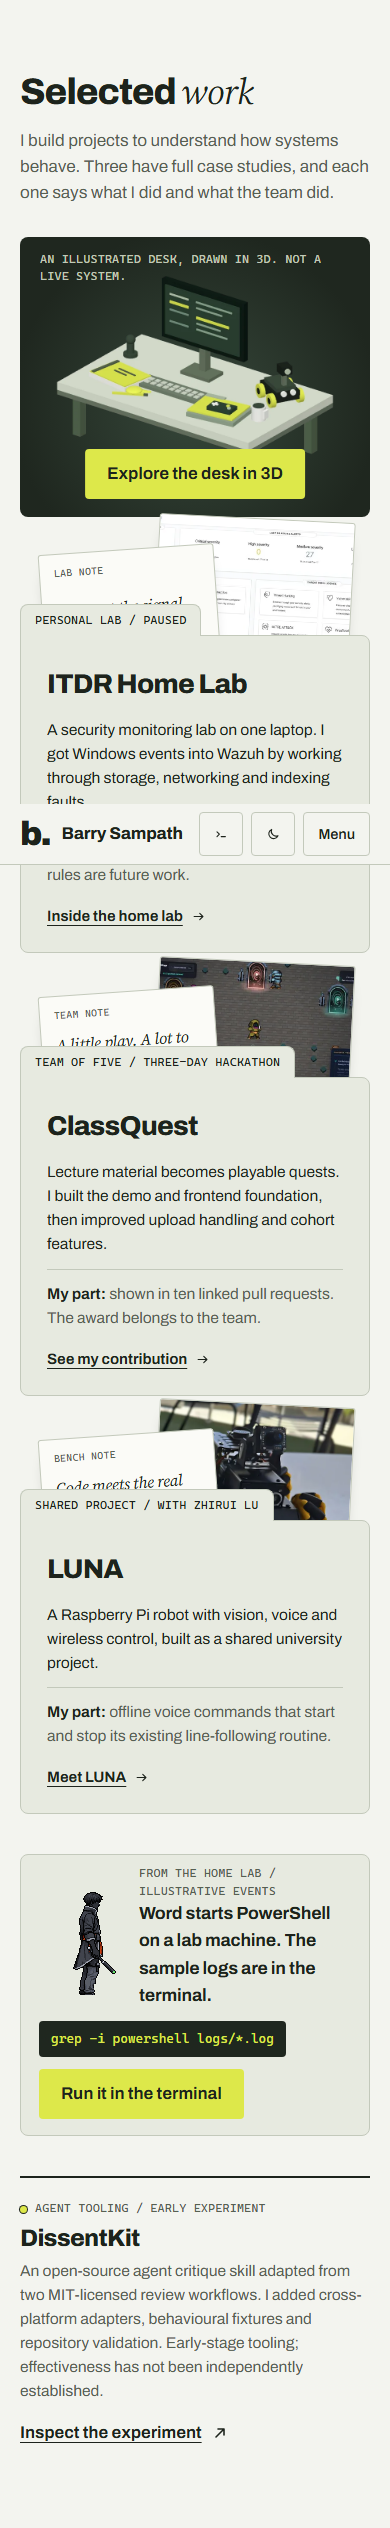 Selected work
I build projects to understand how systems
behave. Three have full case studies, and each
one says what I did and what the team did.
AN ILLUSTRATED DESK, DRAWN IN 3D. NOT A
LIVE SYSTEM.
Explore the desk in 3D
High severity
Medium severity
27
LAB NOTE
PERSONAL LAB / PAUSED
ITDR Home Lab
A security monitoring lab on one laptop. I
got Windows events into Wazuh by working
through storage, networking and indexing
faults
b. Barry Sampath
Menu
rules are future work.
Inside the home lab →
TEAM NOTE
A little play. A lot to
TEAM OF FIVE / THREE-DAY HACKATHON
ClassQuest
Lecture material becomes playable quests.
I built the demo and frontend foundation,
then improved upload handling and cohort
features.
My part: shown in ten linked pull requests.
The award belongs to the team.
See my contribution →
BENCH NOTE
Code meets the real
SHARED PROJECT / WITH ZHIRUI LU
LUNA
A Raspberry Pi robot with vision, voice and
wireless control, built as a shared university
project.
My part: offline voice commands that start
and stop its existing line-following routine.
Meet LUNA →
FROM THE HOME LAB /
ILLUSTRATIVE EVENTS
Word starts PowerShell
on a lab machine. The
sample logs are in the
terminal.
grep -i powershell logs/*.log
Run it in the terminal
AGENT TOOLING / EARLY EXPERIMENT
DissentKit
An open-source agent critique skill adapted from
two MIT-licensed review workflows. I added cross-
platform adapters, behavioural fixtures and
repository validation. Early-stage tooling;
effectiveness has not been independently
established.
Inspect the experiment ↗